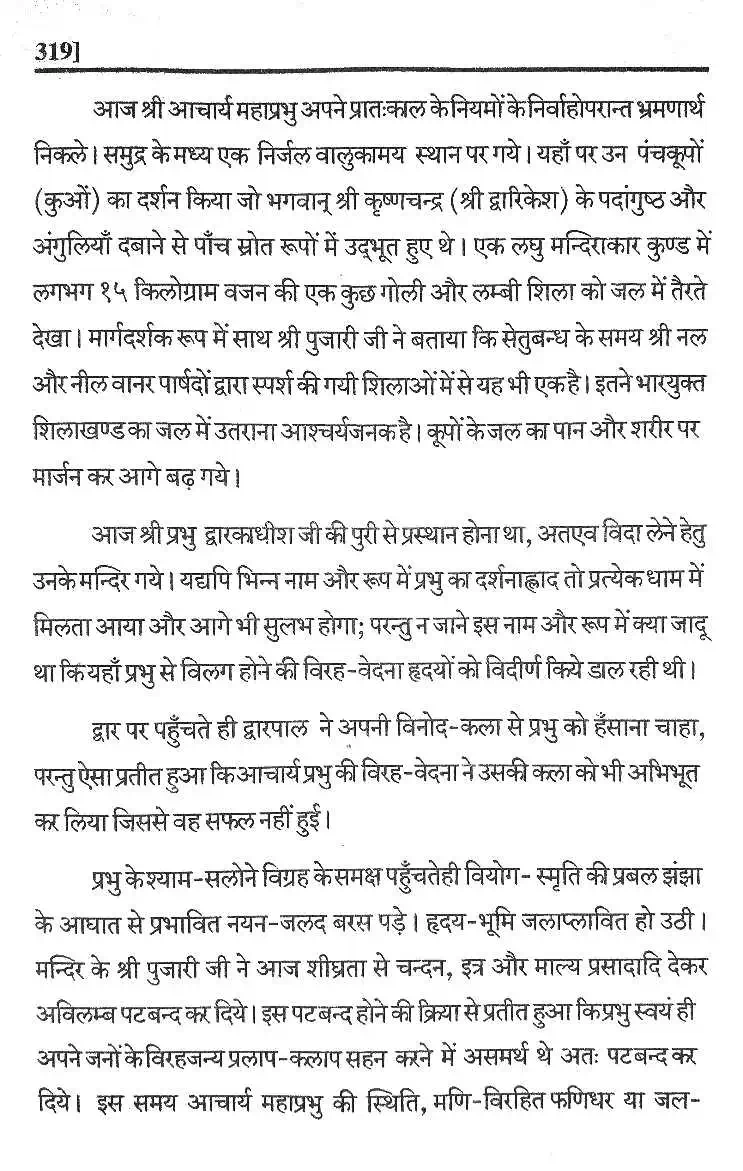 319]
आज श्री आचार्य महाप्रभु अपने प्रातःकाल के नियमों के निर्वाहोपरान्त भ्रमणार्थ
निकले। समुद्र के मध्य एक निर्जल वालुकामय स्थान पर गये। यहाँ पर उन पंचकूपों
(कुओं) का दर्शन किया जो भगवान् श्री कृष्णचन्द्र (श्री द्वारिकेश) के पदांगुष्ठ और
अंगुलियाँ दबाने से पाँच स्रोत रूपों में उद्‌भूत हुए थे। एक लघु मन्दिराकार कुण्ड में
लगभग १५ किलोग्राम वजन की एक कुछ गोली और लम्बी शिला को जल में तैरते
देखा। मार्गदर्शक रूप में साथ श्री पुजारी जी ने बताया कि सेतुबन्ध के समय श्री नल
और नील वानर पार्षदों द्वारा स्पर्श की गयी शिलाओं में से यह भी एक है। इतने भारयुक्त
शिलाखण्ड का जल में उतराना आश्चर्यजनक है। कूपों के जल का पान और शरीर पर
मार्जन कर आगे बढ़ गये।
आज श्री प्रभु द्वारकाधीश जी की पुरी से प्रस्थान होना था, अतएव विदा लेने हेतु
उनके मन्दिर गये। यद्यपि भिन्न नाम और रूप में प्रभु का दर्शनाह्लाद तो प्रत्येक धाम में
मिलता आया और आगे भी सुलभ होगा; परन्तु न जाने इस नाम और रूप में क्या जादू
था कि यहाँ प्रभु से विलग होने की विरह-वेदना हृदयों को विदीर्ण किये डाल रही थी।
द्वार पर पहुँचते ही द्वारपाल ने अपनी विनोद-कला से प्रभु को हँसाना चाहा,
परन्तु ऐसा प्रतीत हुआ कि आचार्य प्रभु की विरह-वेदना ने उसकी कला को भी अभिभूत
कर लिया जिससे वह सफल नहीं हुई।
प्रभु के श्याम-सलोने विग्रह के समक्ष पहुँचते ही वियोग- स्मृति की प्रबल झंझा
के आघात से प्रभावित नयन-जलद बरस पड़े। हृदय-भूमि जलाप्लावित हो उठी।
मन्दिर के श्री पुजारी जी ने आज शीघ्रता से चन्दन, इत्र और माल्य प्रसादादि देकर
अविलम्ब पटबन्द कर दिये। इस पटबन्द होने की क्रिया से प्रतीत हुआ कि प्रभु स्वयं ही
अपने जनों के विरहजन्य प्रलाप-कलाप सहन करने में असमर्थ थे अतः पटबन्द कर
दिये। इस समय आचार्य महाप्रभु की स्थिति, मणि-विरहित फणिधर या जल-